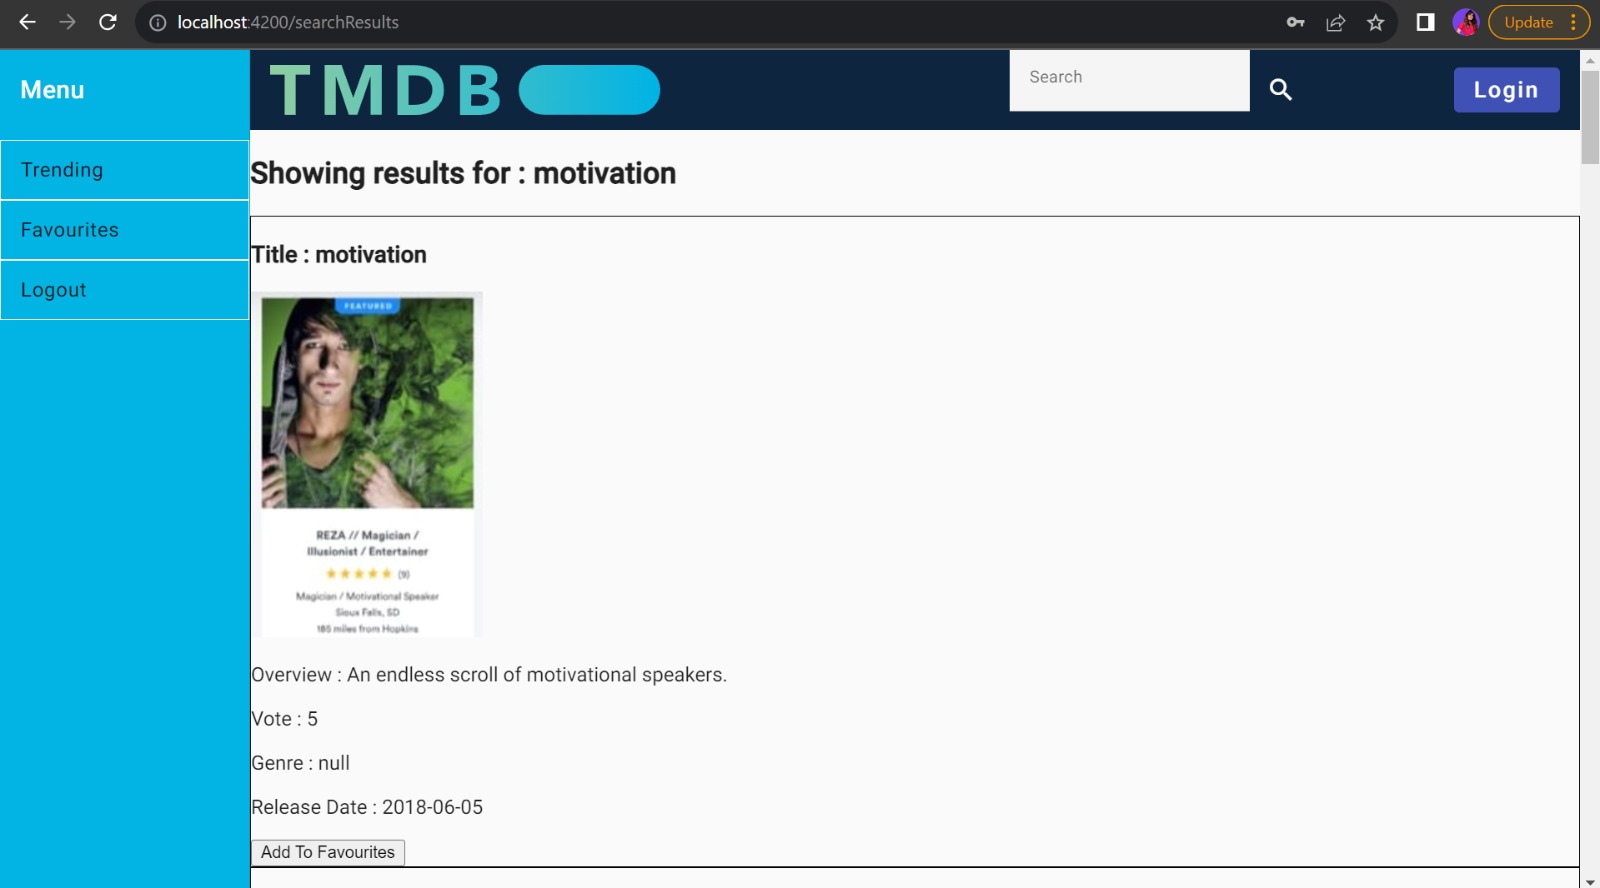 localhost:4200/searchResults
Update
Menu
TMDB
Search
Login
Trending
Favourites
Logout
Showing results for : motivation
Title : motivation
FEATURED
REZA // Magician /
Illusionist / Entertainer
(9)
Magician / Motivational Speaker
Sioux Falls, SD
185 miles from Hopkins
Overview : An endless scroll of motivational speakers.
Vote : 5
Genre : null
Release Date : 2018-06-05
Add To Favourites